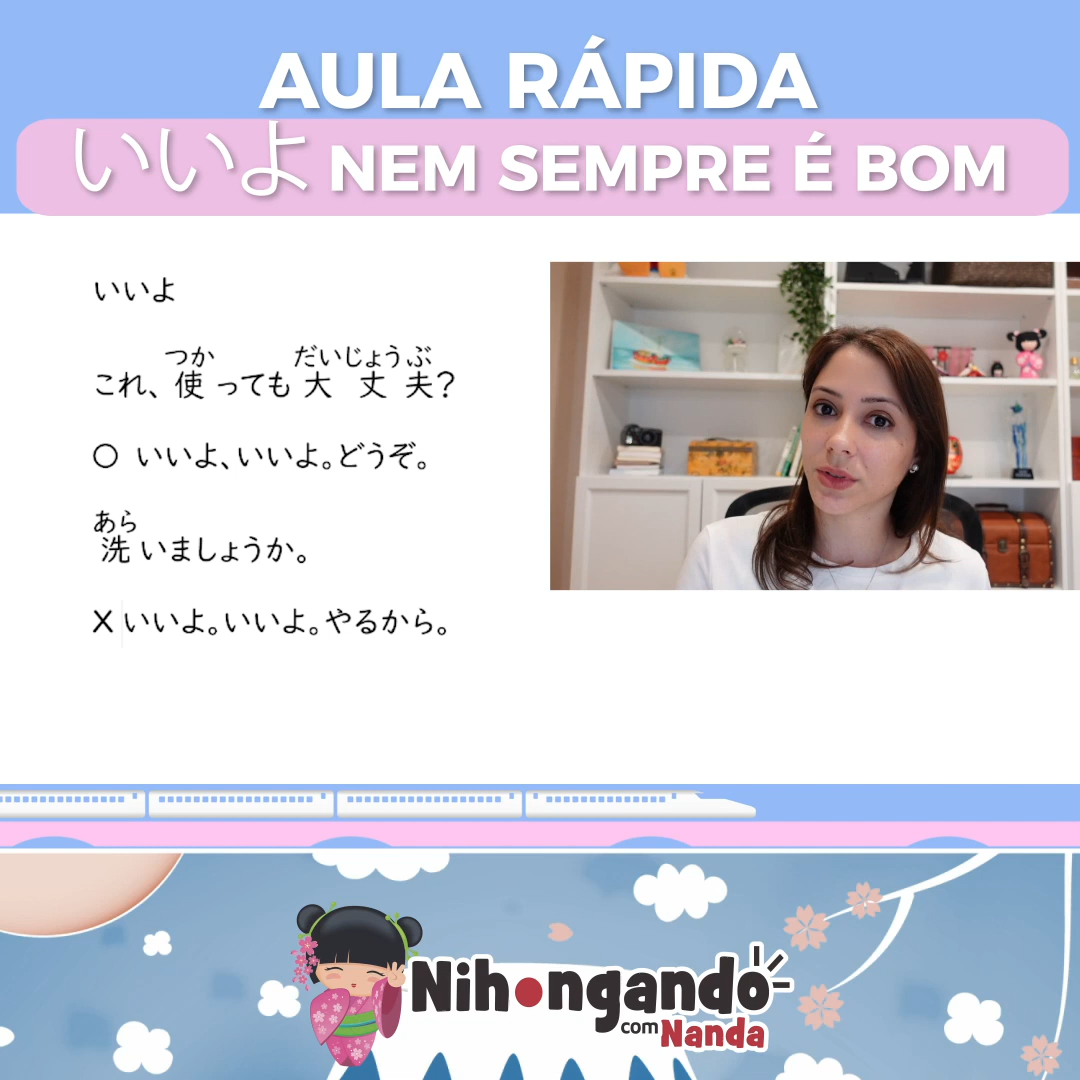 AULA RÁPIDA
いいよ NEM SEMPRE É BOM
いいよ
つか だいじょうぶ
これ、使っても大丈夫?
○ いいよ、いいよ。どうぞ。
あら
洗いましょうか。
X いいよ。いいよ。やるから。
Nihongando
com Nanda